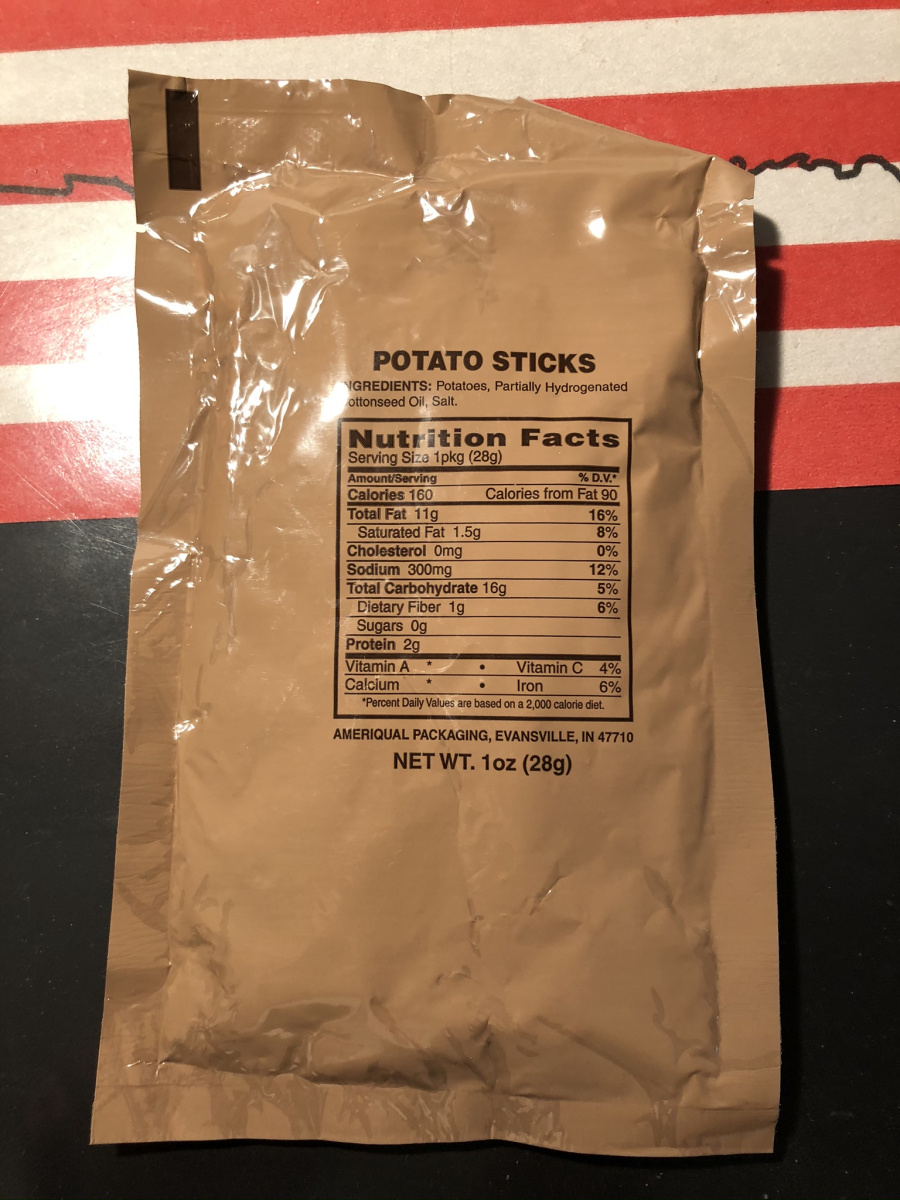 POTATO STICKS
NGREDIENTS: Potatoes, Partially Hydrogenated
ottonseed Oil, Salt.
Nutrition Facts
Serving Size 1pkg (28g)
Amount/Serving % D.V.*
Calories 160 Calories from Fat 90
Total Fat 11g 16%
Saturated Fat 1.5g 8%
Cholesterol 0mg 0%
Sodium 300mg 12%
Total Carbohydrate 16g 5%
Dietary Fiber 1g 6%
Sugars 0g
Protein 2g
Vitamin A * • Vitamin C 4%
Calcium * • Iron 6%
*Percent Daily Values are based on a 2,000 calorie diet.
AMERIQUAL PACKAGING, EVANSVILLE, IN 47710
NET WT. 1oz (28g)